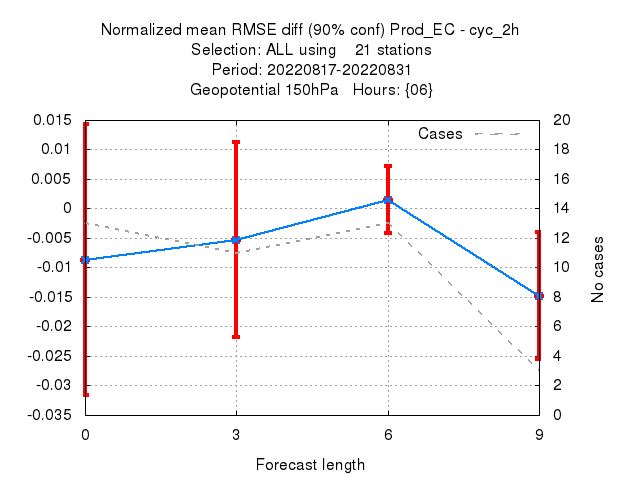 Normalized mean RMSE diff (90% conf) Prod_EC - cyc_2h
Selection: ALL using    21 stations
Period: 20220817-20220831
Geopotential 150hPa   Hours: {06}
Cases
0.015
0.01
0.005
0
-0.005
-0.01
-0.015
-0.02
-0.025
-0.03
-0.035
20
18
16
14
12
10
8
6
4
2
0
No cases
0 3 6 9
Forecast length